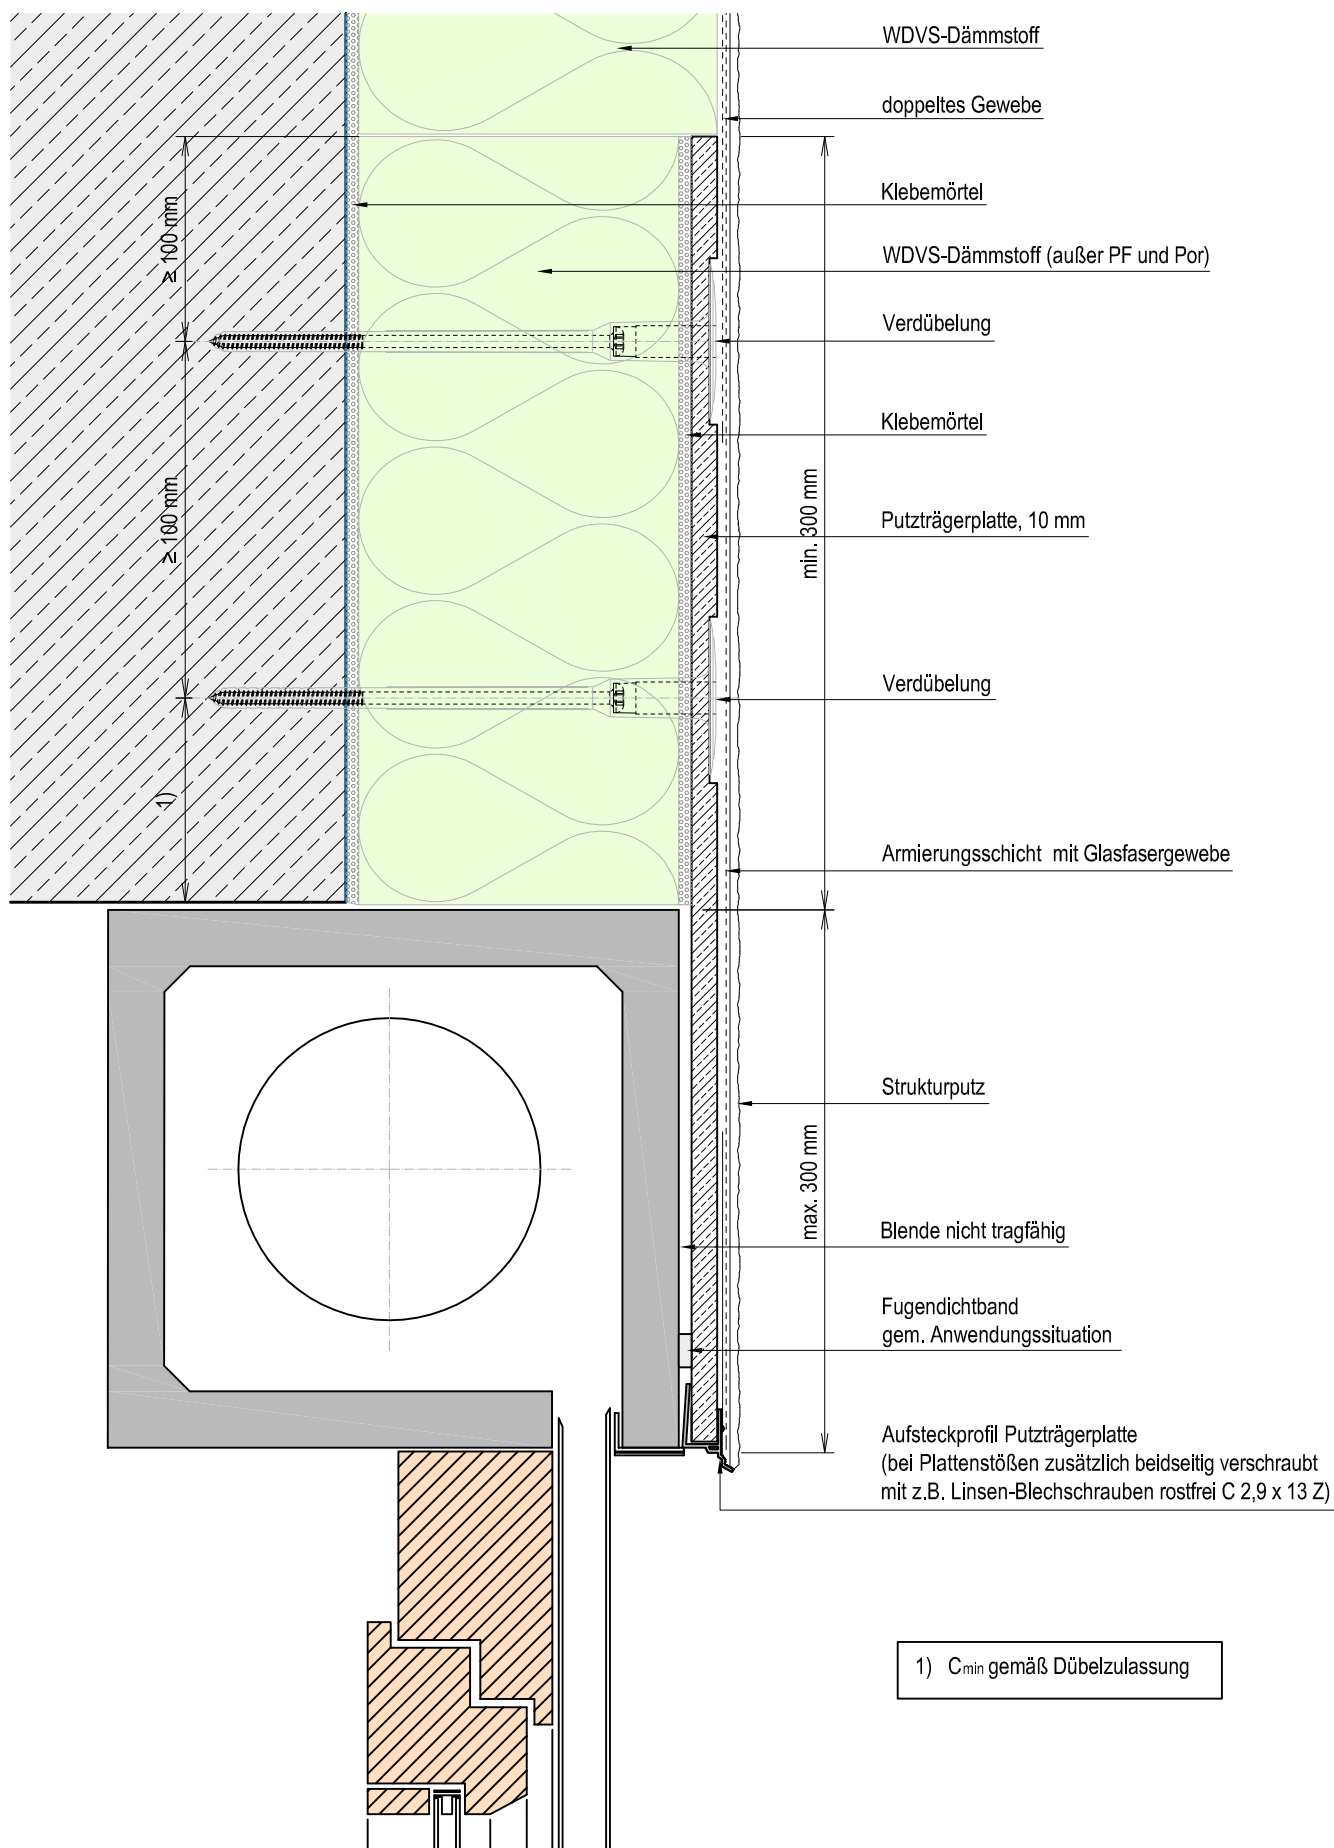 WDVS-Dämmstoff
doppeltes Gewebe
Klebemörtel
≥ 100 mm
WDVS-Dämmstoff (außer PF und Por)
Verdübelung
Klebemörtel
≥ 100 mm
min. 300 mm
Putzträgerplatte, 10 mm
Verdübelung
1)
Armierungsschicht mit Glasfasergewebe
Strukturputz
max. 300 mm
Blende nicht tragfähig
Fugendichtband
gem. Anwendungssituation
Aufsteckprofil Putzträgerplatte
(bei Plattenstößen zusätzlich beidseitig verschraubt
mit z.B. Linsen-Blechschrauben rostfrei C 2,9 x 13 Z)
1) Cmin gemäß Dübelzulassung